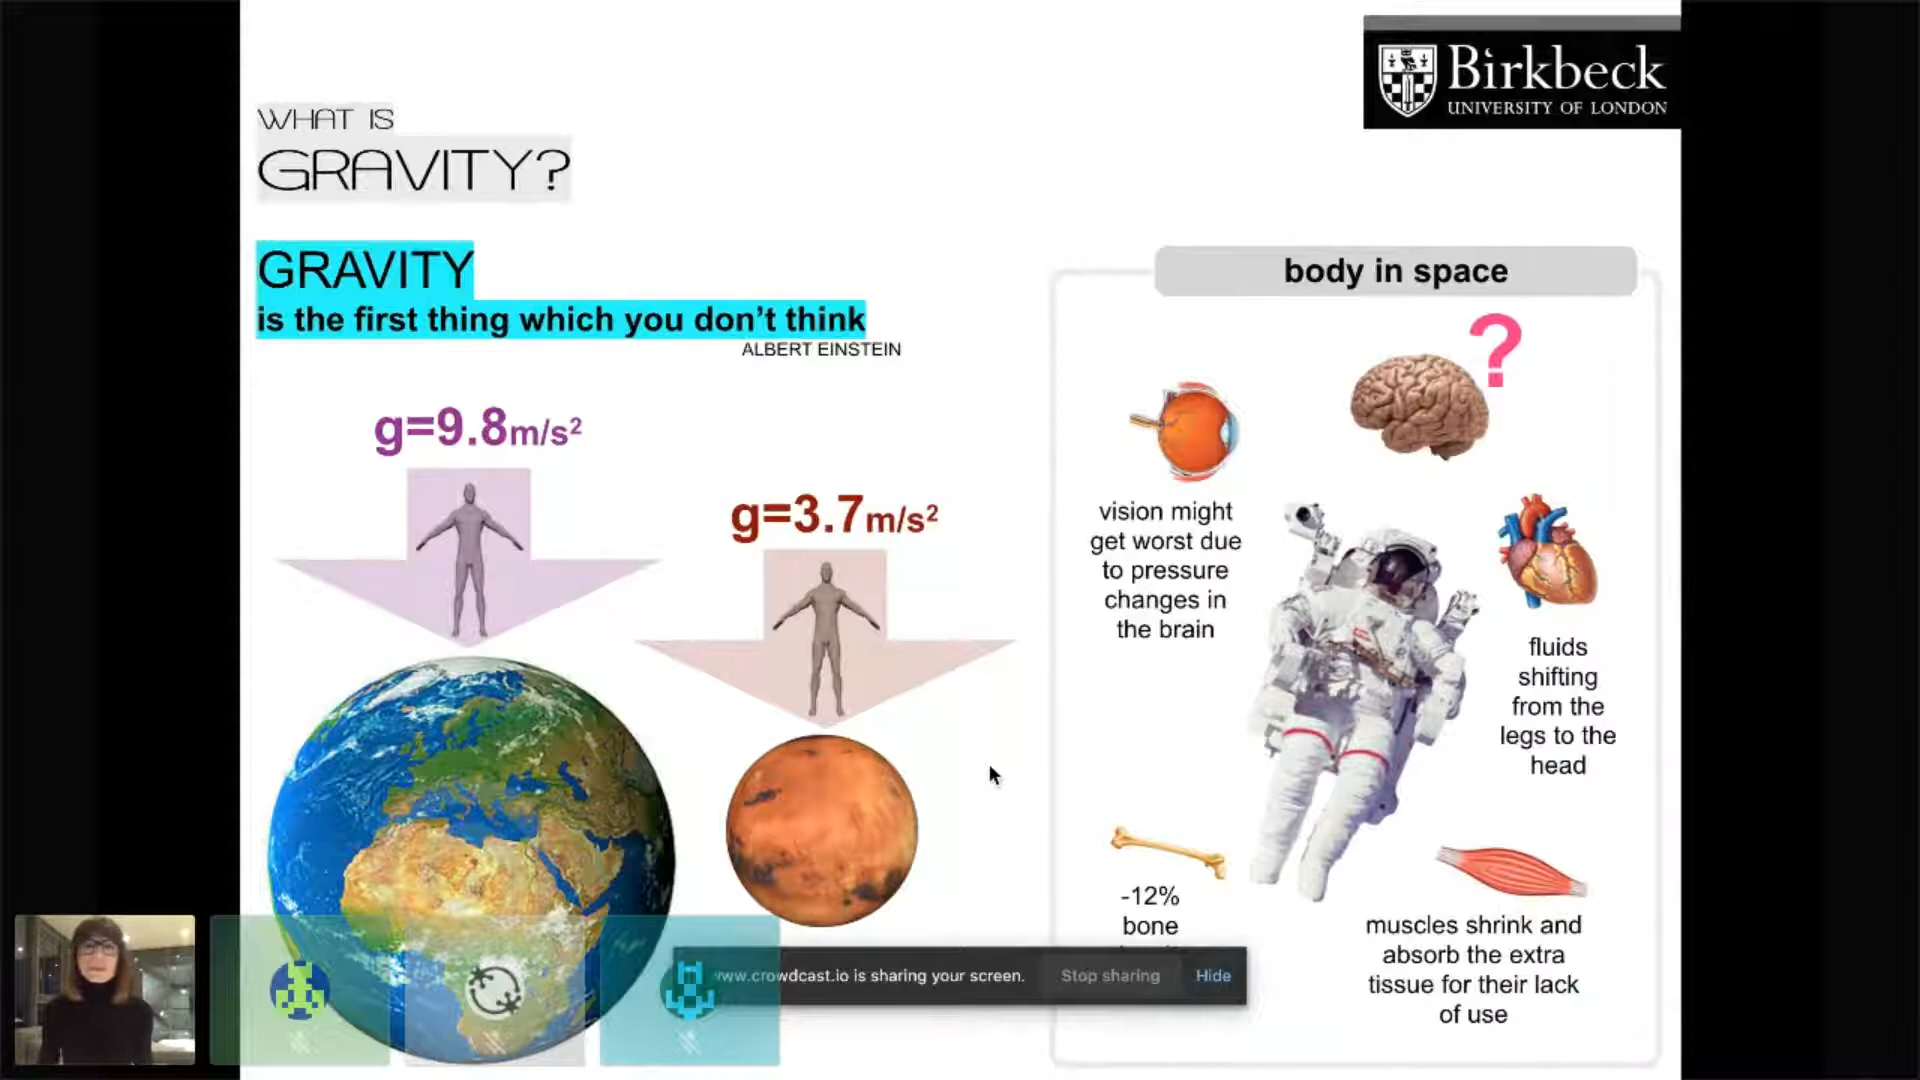 Birkbeck
UNIVERSITY OF LONDON
WHAT IS
GRAVITY?
GRAVITY
is the first thing which you don't think
ALBERT EINSTEIN
g=9.8m/s²
g=3.7m/s²
body in space
?
vision might
get worst due
to pressure
changes in
the brain
fluids
shifting
from the
legs to the
head
-12%
bone
muscles shrink and
absorb the extra
tissue for their lack
of use
www.crowdcast.io is sharing your screen.
Stop sharing
Hide